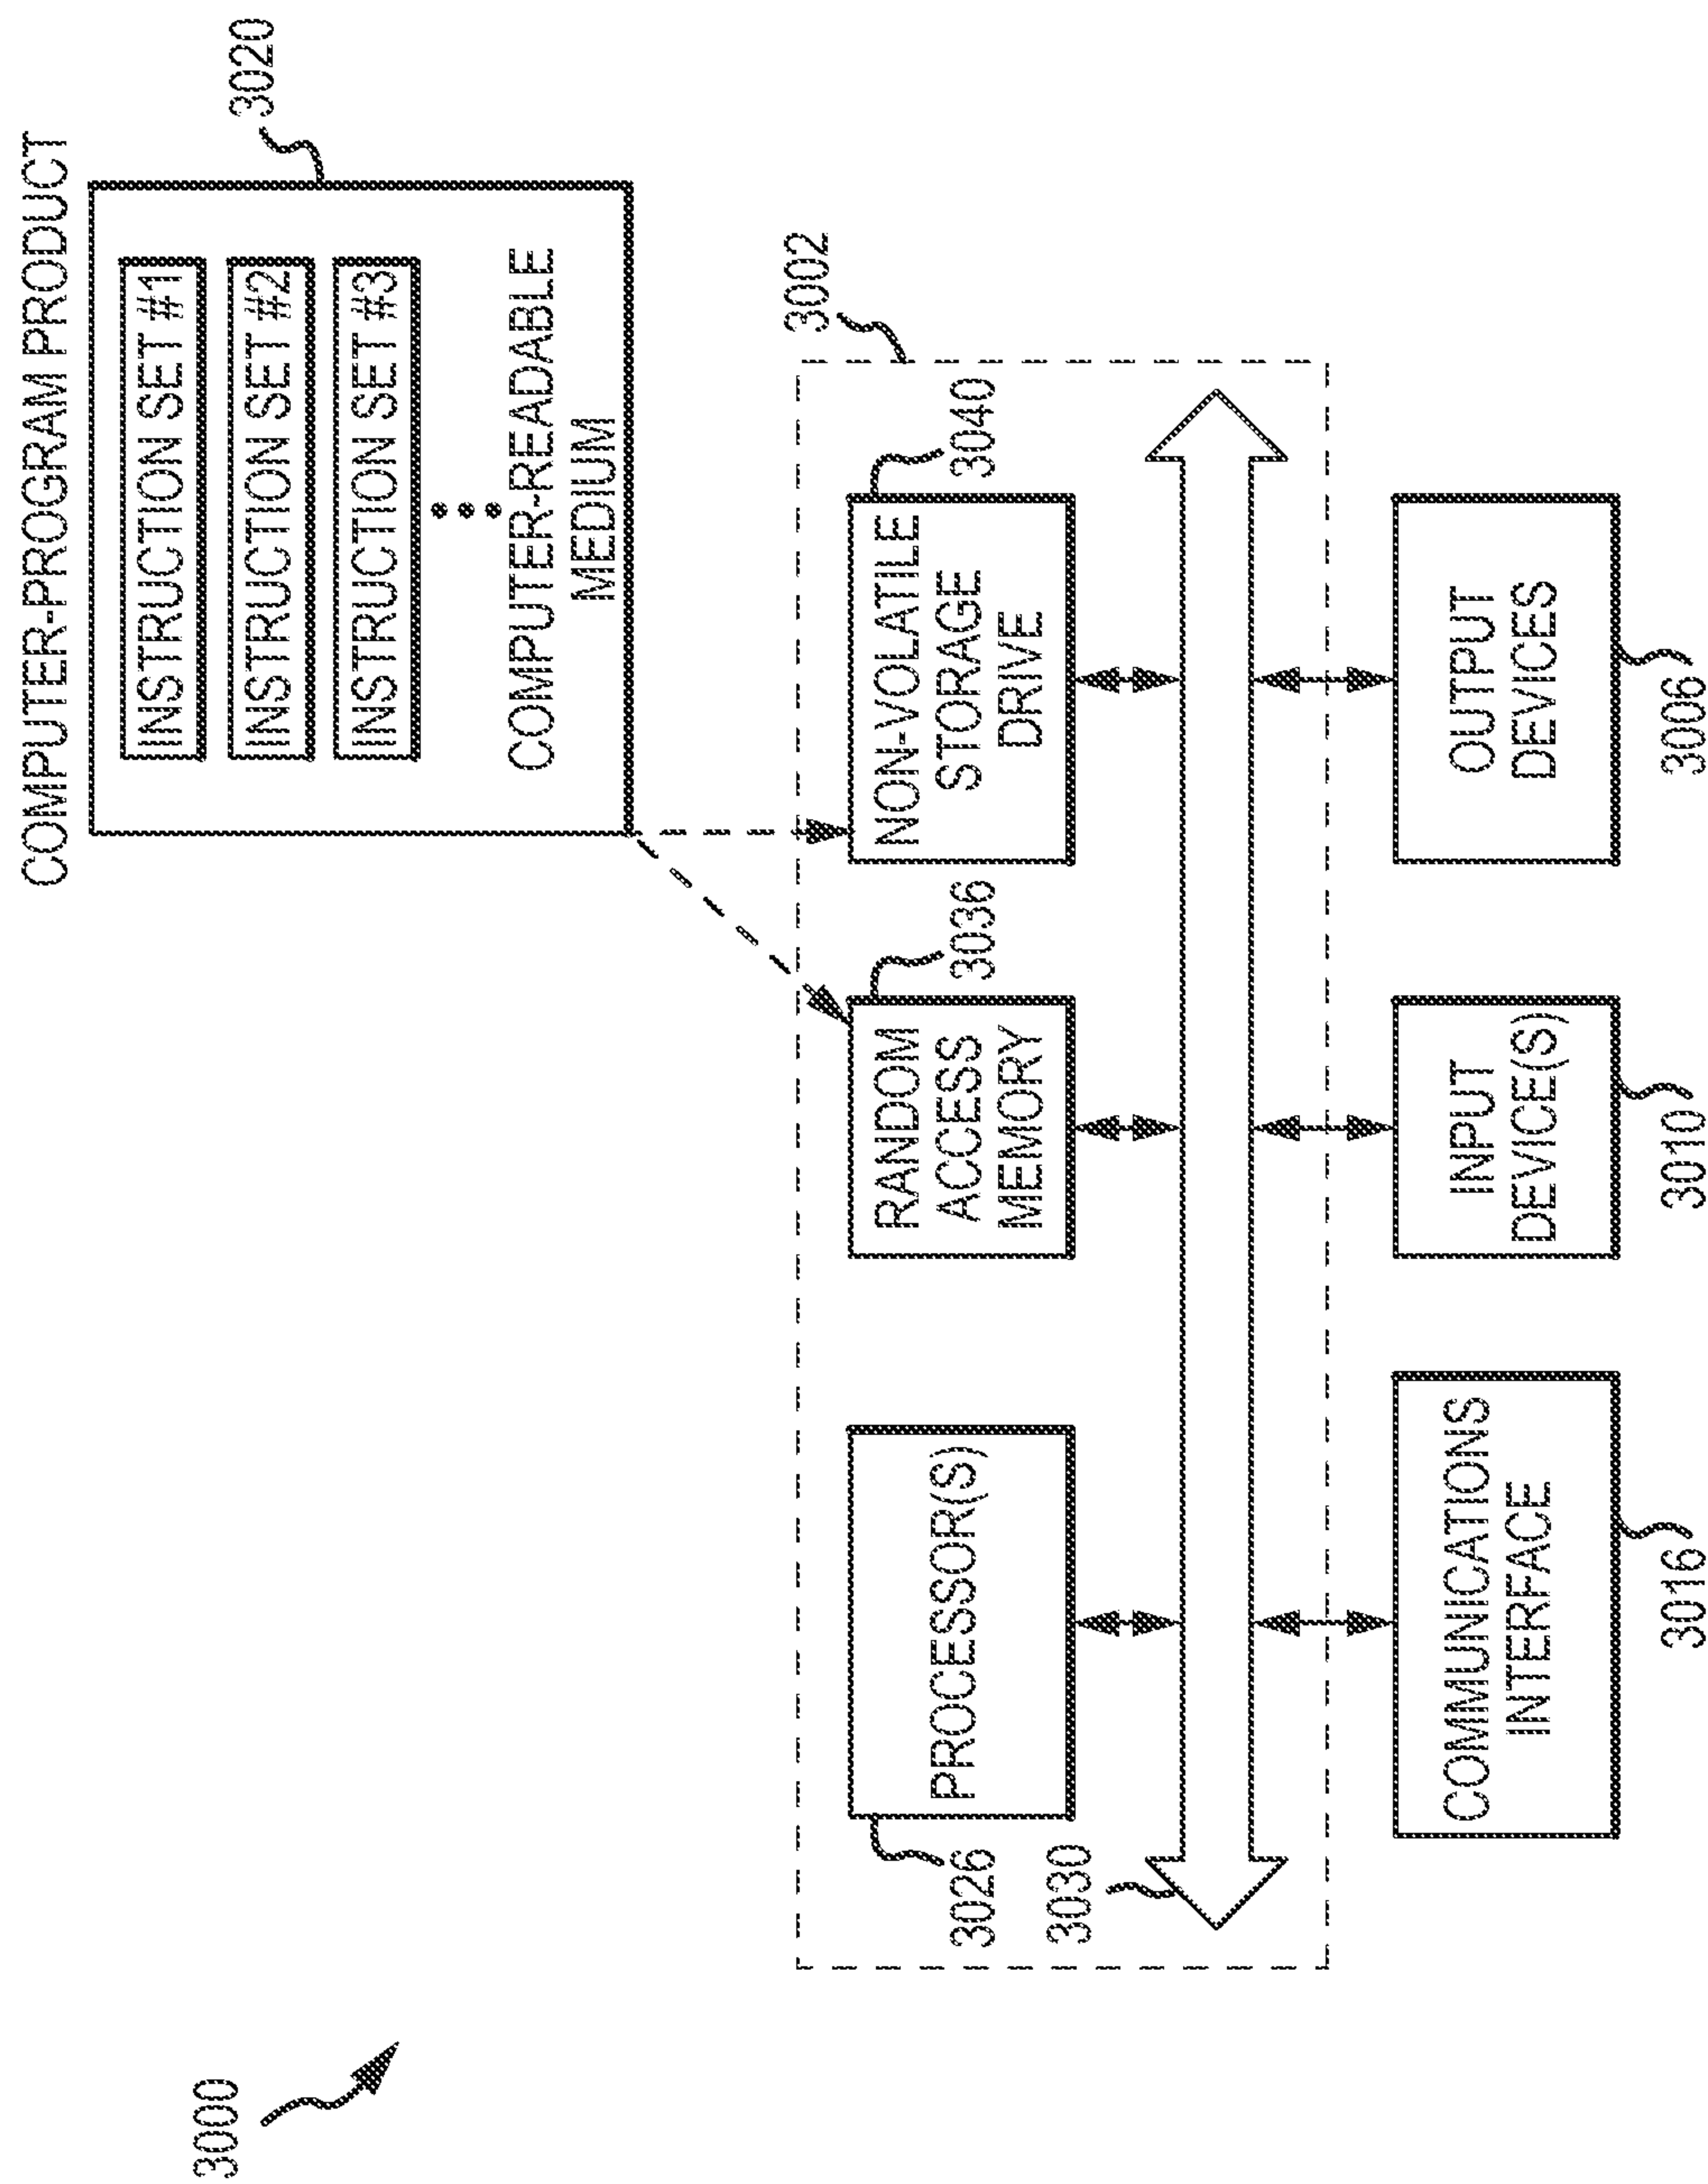 3000
COMPUTER-PROGRAM PRODUCT
INSTRUCTION SET #1
INSTRUCTION SET #2
INSTRUCTION SET #3
COMPUTER-READABLE
MEDIUM
3020
3002
3026
PROCESSOR(S)
RANDOM
ACCESS
MEMORY
3036
NON-VOLATILE
STORAGE
DRIVE
3040
3030
COMMUNICATIONS
INTERFACE
3016
INPUT
DEVICE(S)
3010
OUTPUT
DEVICES
3006